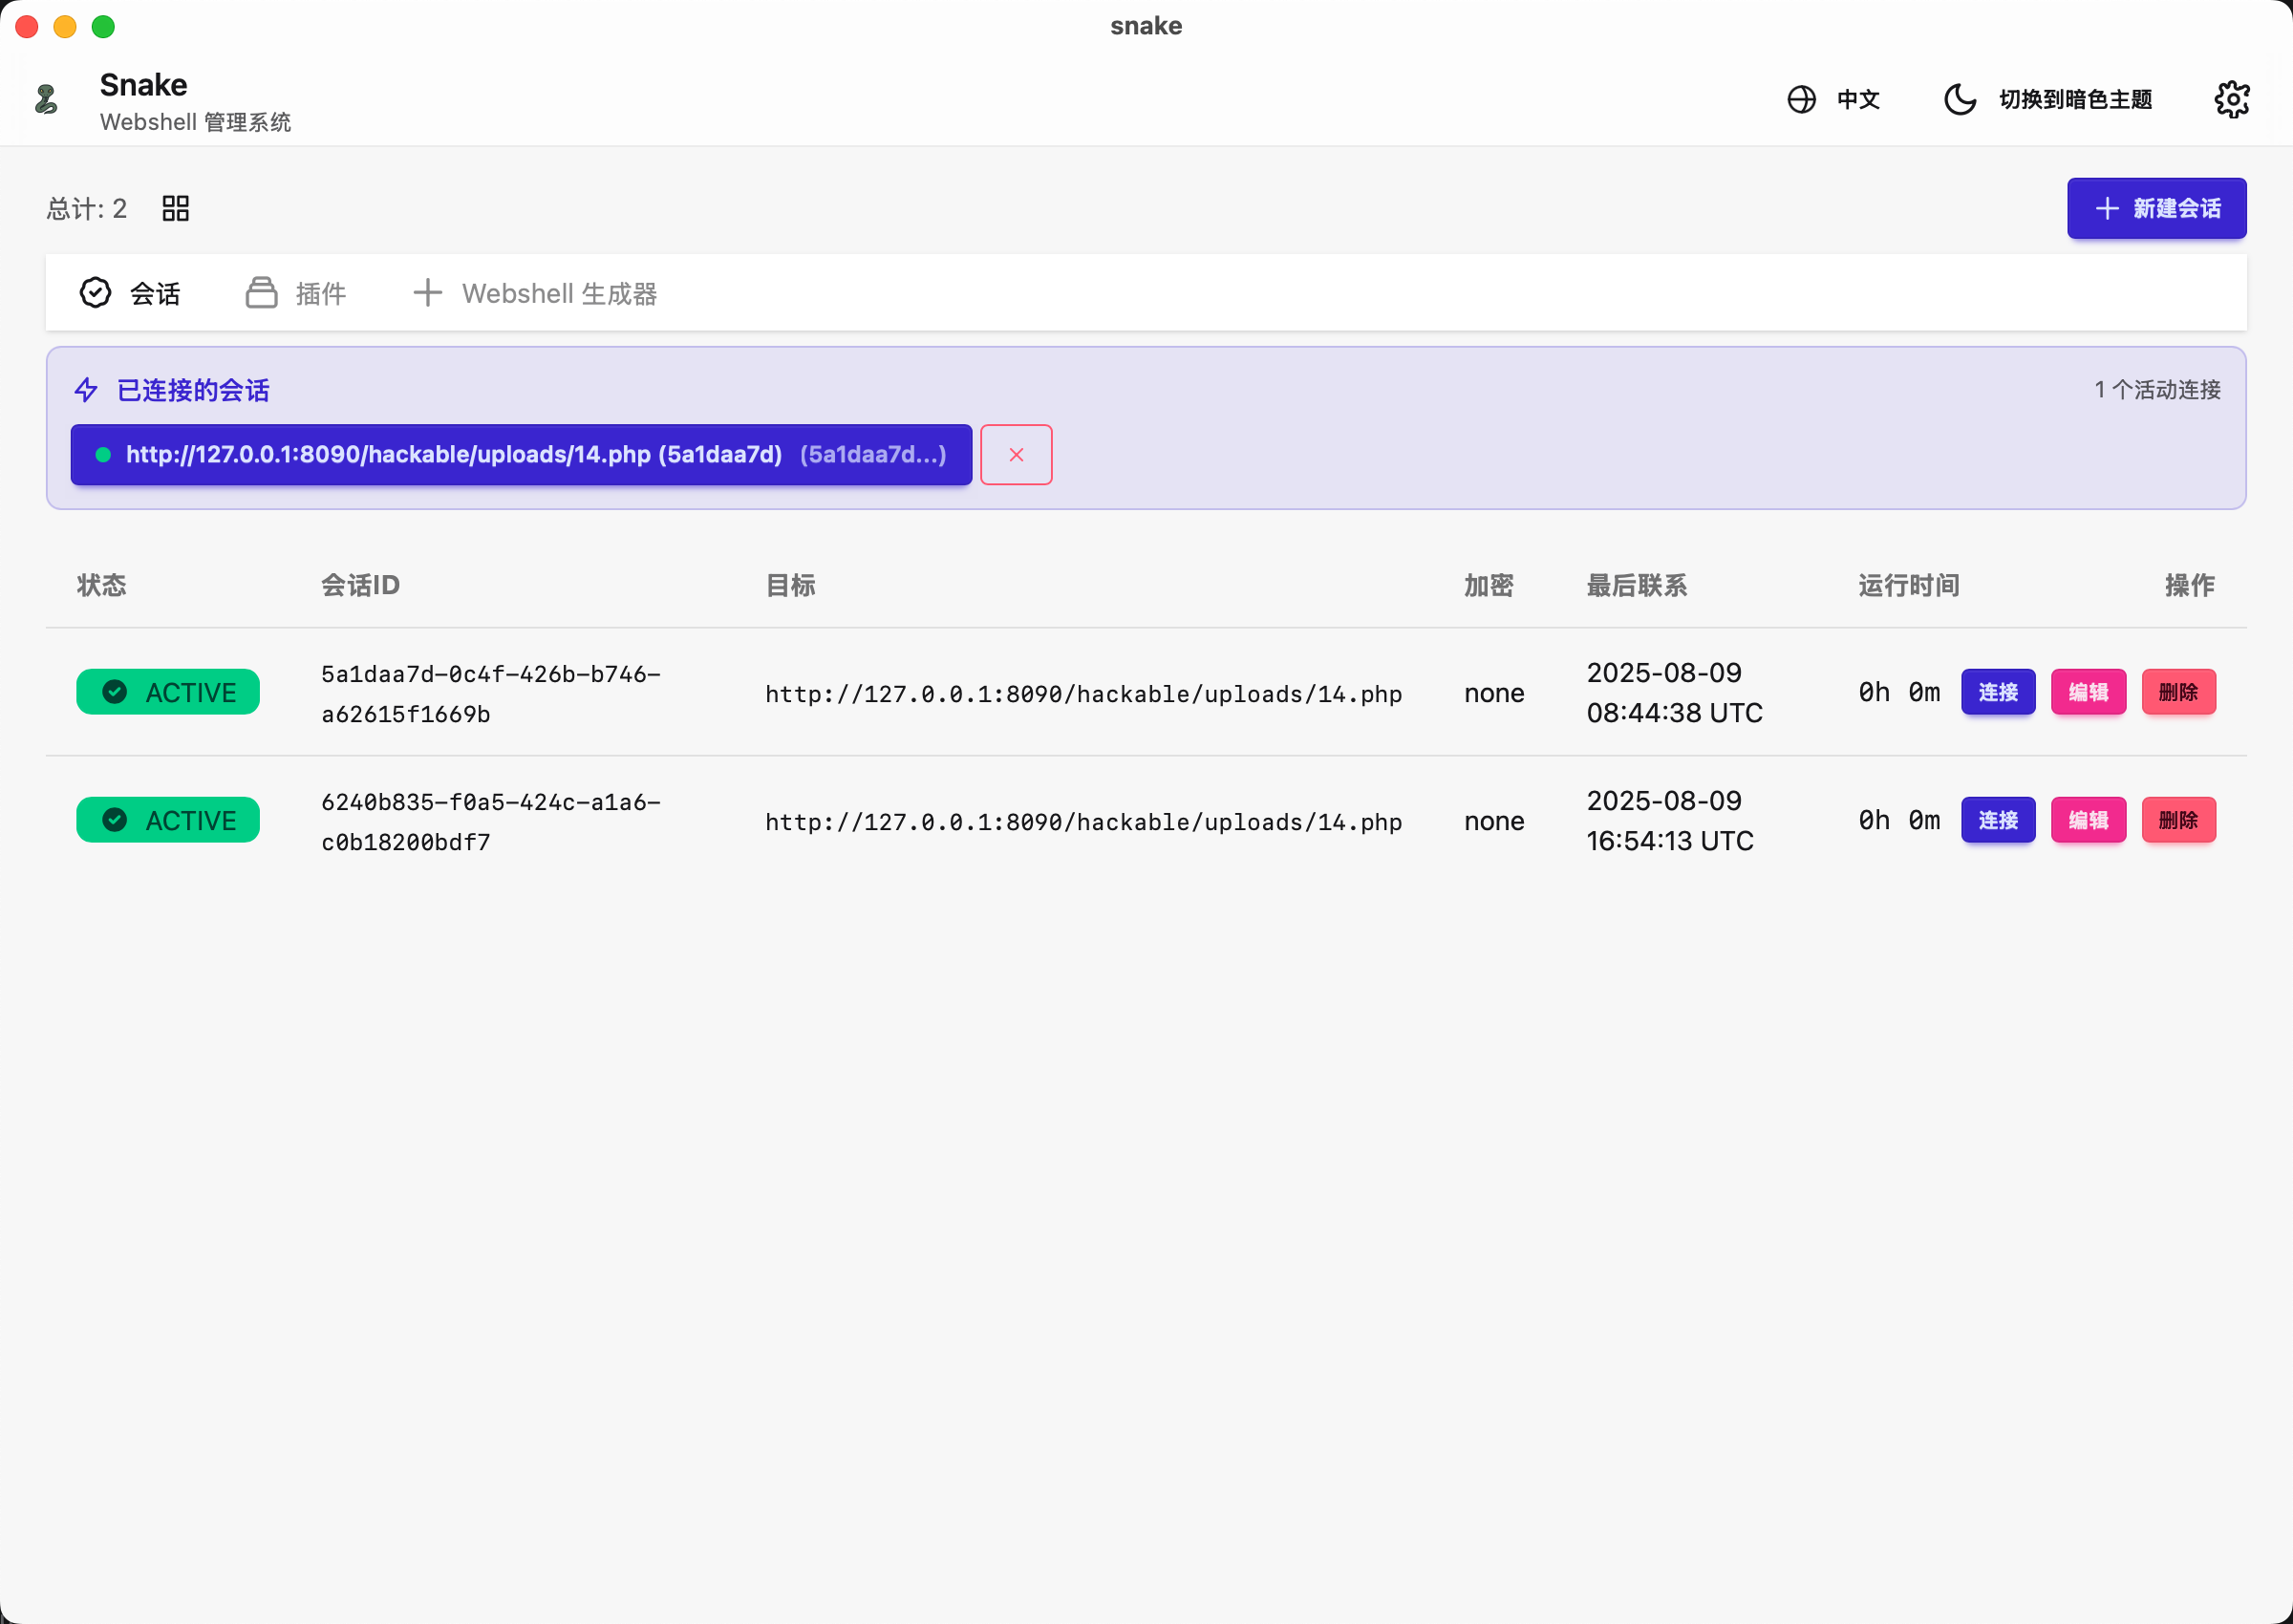 snake
Snake
Webshell 管理系统
中文
切换到暗色主题
总计: 2
新建会话
会话
插件
Webshell 生成器
已连接的会话
1 个活动连接
http://127.0.0.1:8090/hackable/uploads/14.php (5a1daa7d) (5a1daa7d...)
状态 会话ID 目标 加密 最后联系 运行时间 操作
ACTIVE
5a1daa7d-0c4f-426b-b746-
a62615f1669b
http://127.0.0.1:8090/hackable/uploads/14.php
none
2025-08-09
08:44:38 UTC
0h 0m
连接
编辑
删除
ACTIVE
6240b835-f0a5-424c-a1a6-
c0b18200bdf7
http://127.0.0.1:8090/hackable/uploads/14.php
none
2025-08-09
16:54:13 UTC
0h 0m
连接
编辑
删除